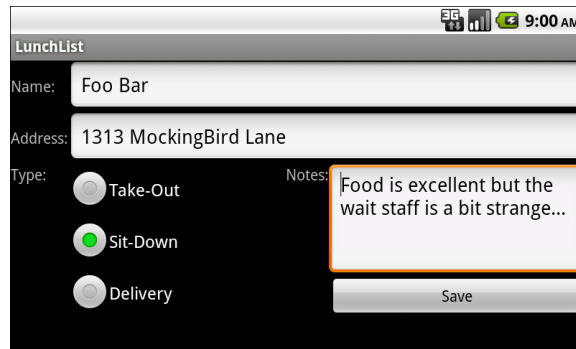 3G 9:00 AM
LunchList
Name: Foo Bar
Address: 1313 MockingBird Lane
Type:
Take-Out
Sit-Down
Delivery
Notes: Food is excellent but the
wait staff is a bit strange...
Save